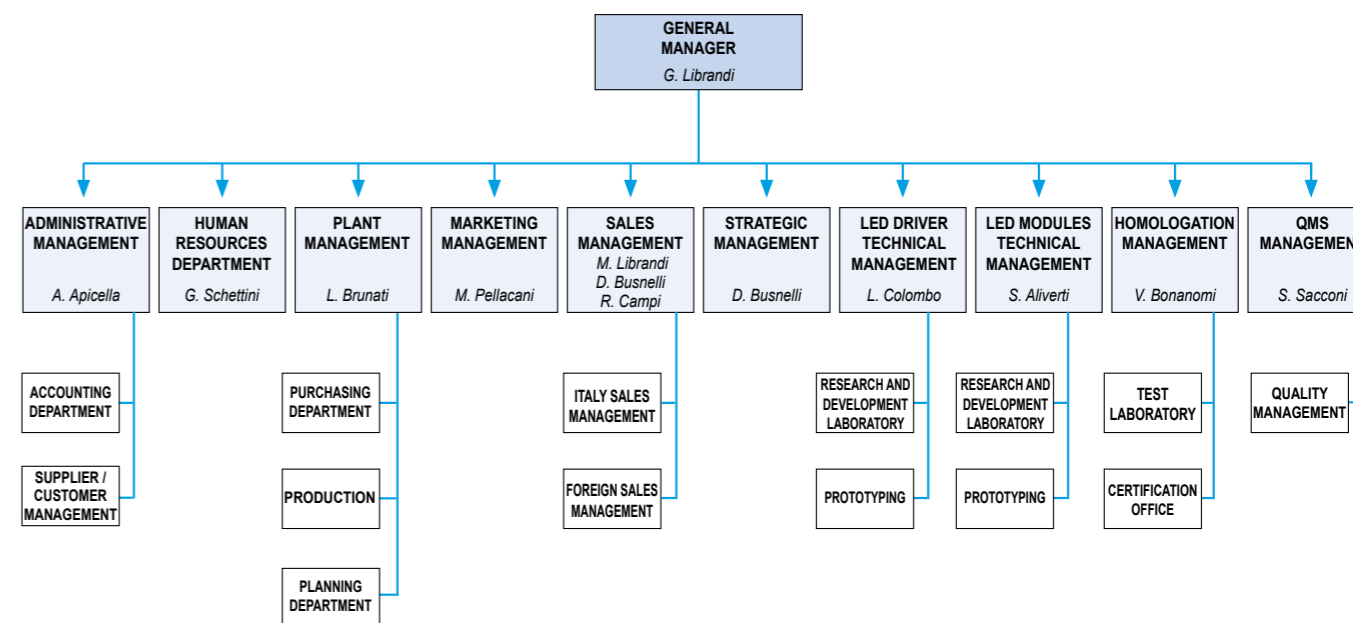 GENERAL
MANAGER
G. Librandi
ADMINISTRATIVE
MANAGEMENT
A. Apicella
HUMAN
RESOURCES
DEPARTMENT
G. Schettini
PLANT
MANAGEMENT
L. Brunati
MARKETING
MANAGEMENT
M. Pellacani
SALES
MANAGEMENT
M. Librandi
D. Busnelli
R. Campi
STRATEGIC
MANAGEMENT
D. Busnelli
LED DRIVER
TECHNICAL
MANAGEMENT
L. Colombo
LED MODULES
TECHNICAL
MANAGEMENT
S. Aliverti
HOMOLOGATION
MANAGEMENT
V. Bonanomi
QMS
MANAGEMEN
S. Sacconi
ACCOUNTING
DEPARTMENT
PURCHASING
DEPARTMENT
ITALY SALES
MANAGEMENT
RESEARCH AND
DEVELOPMENT
LABORATORY
RESEARCH AND
DEVELOPMENT
LABORATORY
TEST
LABORATORY
QUALITY
MANAGEMENT
SUPPLIER /
CUSTOMER
MANAGEMENT
PRODUCTION
FOREIGN SALES
MANAGEMENT
PROTOTYPING
PROTOTYPING
CERTIFICATION
OFFICE
PLANNING
DEPARTMENT